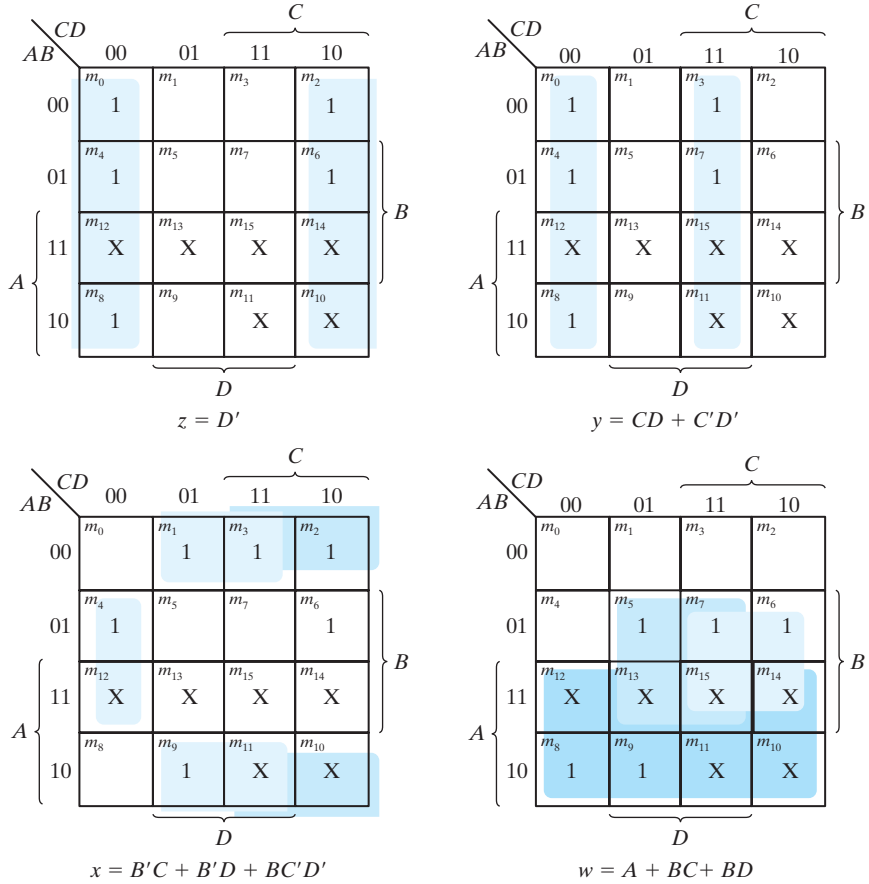 C
CD
AB 00 01 11 10
m0 m1 m3 m2
00 1 1
m4 m5 m7 m6
01 1 1
B
m12 m13 m15 m14
11 X X X X
A
m8 m9 m11 m10
10 1 X X
D
z = D′
C
CD
AB 00 01 11 10
m0 m1 m3 m2
00 1 1
m4 m5 m7 m6
01 1 1
B
m12 m13 m15 m14
11 X X X X
A
m8 m9 m11 m10
10 1 X X
D
y = CD + C′D′
C
CD
AB 00 01 11 10
m0 m1 m3 m2
00 1 1 1
m4 m5 m7 m6
01 1 1
B
m12 m13 m15 m14
11 X X X X
A
m8 m9 m11 m10
10 1 X X
D
x = B′C + B′D + BC′D′
C
CD
AB 00 01 11 10
m0 m1 m3 m2
00
m4 m5 m7 m6
01 1 1 1
B
m12 m13 m15 m14
11 X X X X
A
m8 m9 m11 m10
10 1 1 X X
D
w = A + BC + BD